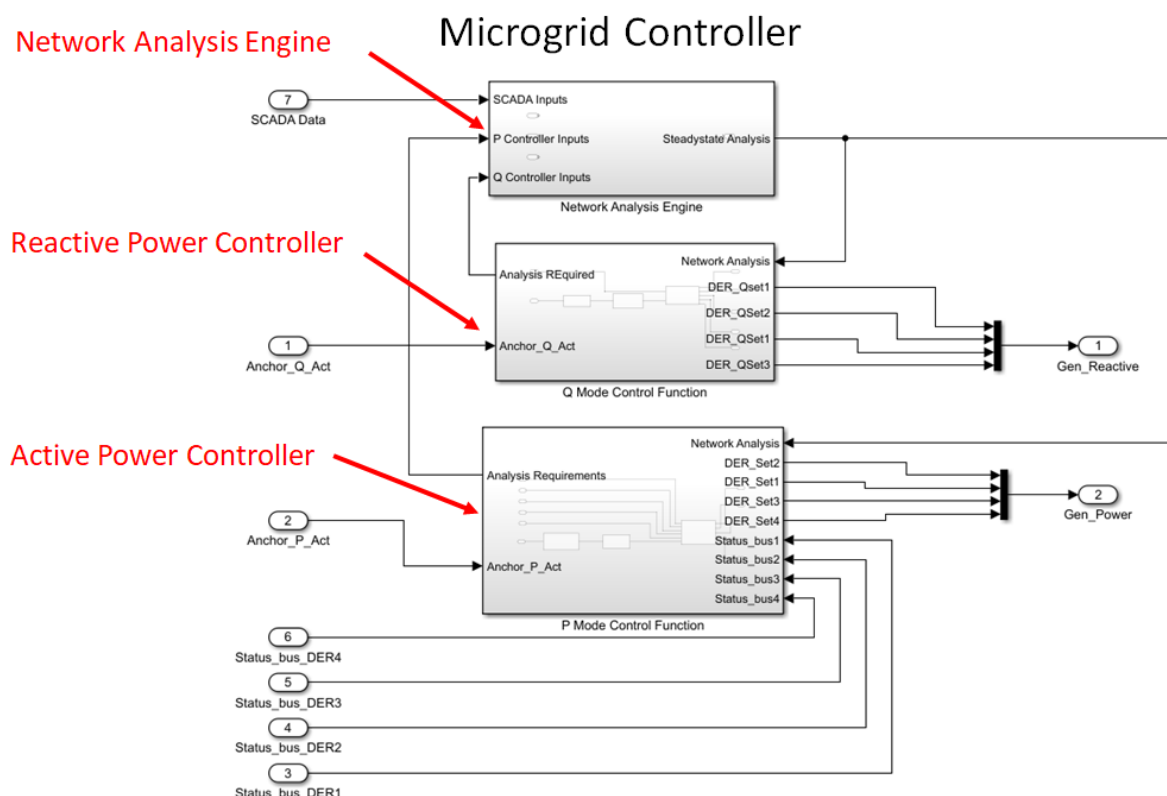 Microgrid Controller
Network Analysis Engine
7
SCADA Data
SCADA Inputs
P Controller Inputs
Q Controller Inputs
Steadystate Analysis
Network Analysis Engine
Reactive Power Controller
Analysis REquired
Network Analysis
DER_Qset1
DER_QSet2
DER_QSet1
DER_QSet3
1
Anchor_Q_Act
Anchor_Q_Act
1
Gen_Reactive
Q Mode Control Function
Active Power Controller
Analysis Requirements
Network Analysis
DER_Set2
DER_Set1
DER_Set3
DER_Set4
Status_bus1
Status_bus2
Status_bus3
Status_bus4
2
Anchor_P_Act
Anchor_P_Act
2
Gen_Power
P Mode Control Function
6
Status_bus_DER4
5
Status_bus_DER3
4
Status_bus_DER2
3
Status_bus_DER1